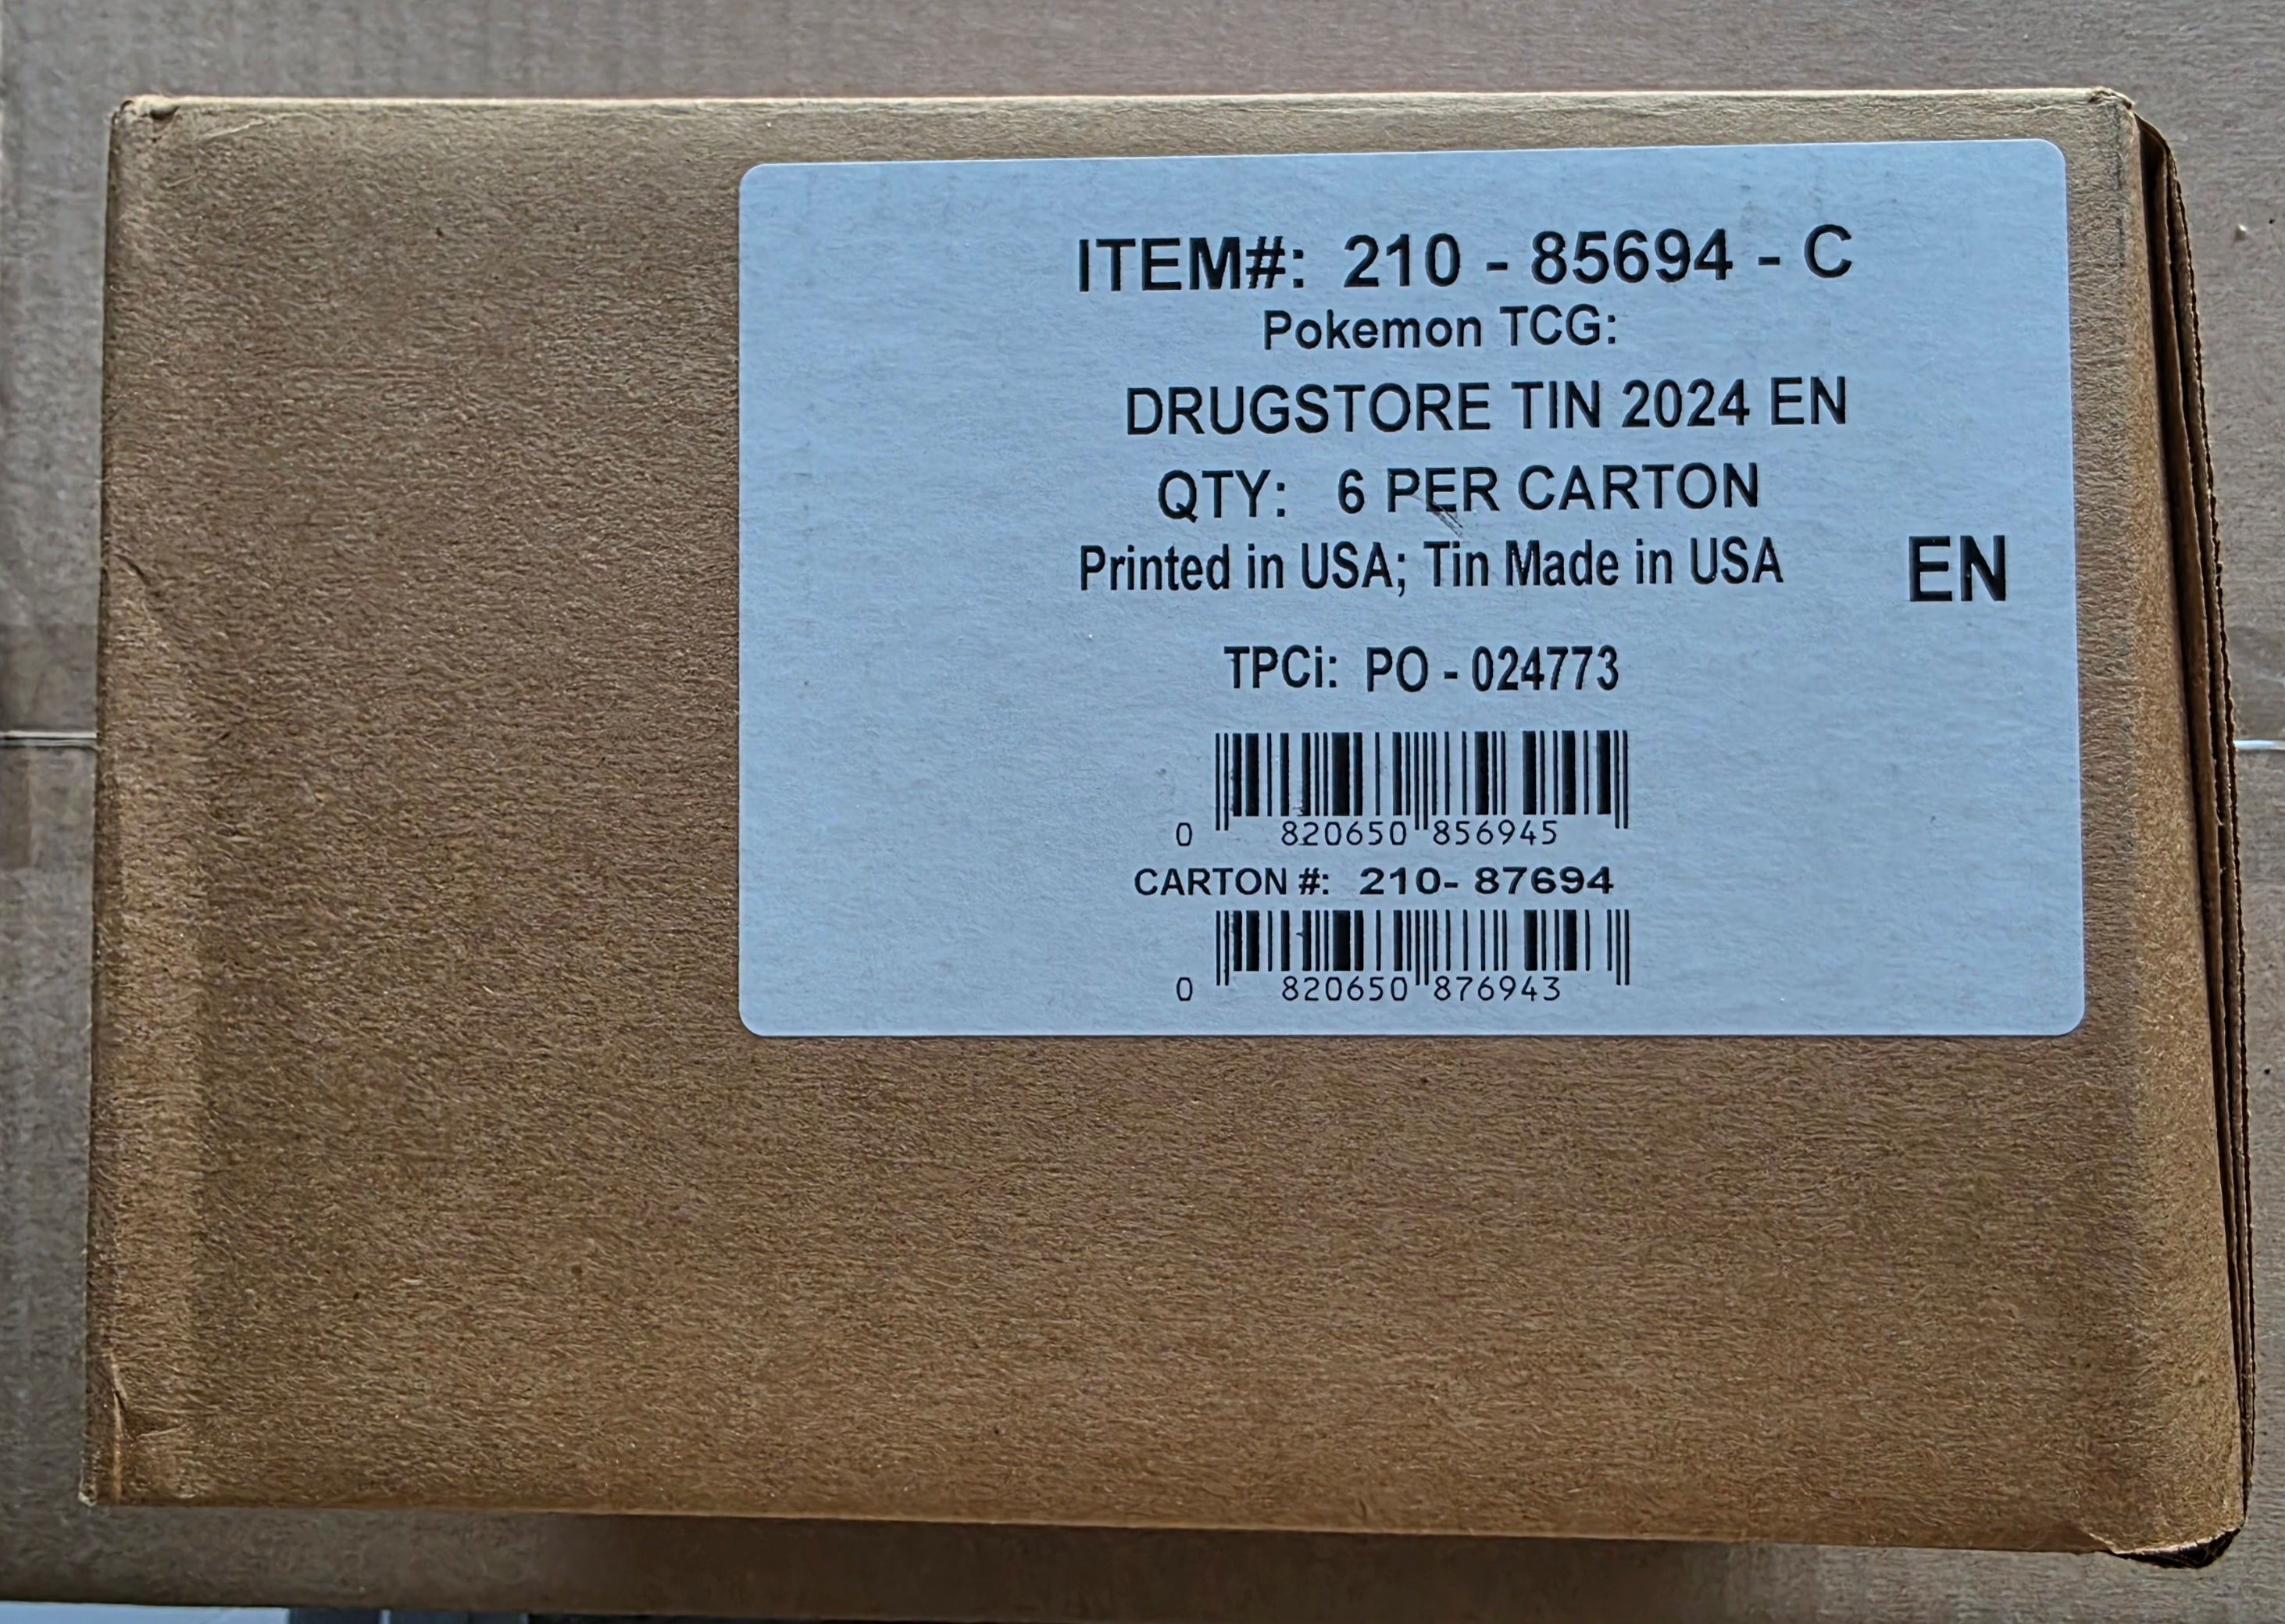 ITEM#: 210 - 85694 - C
Pokemon TCG:
DRUGSTORE TIN 2024 EN
QTY: 6 PER CARTON
Printed in USA; Tin Made in USA
EN
TPCi: PO - 024773
0 820650 856945
CARTON #: 210- 87694
0 820650 876943